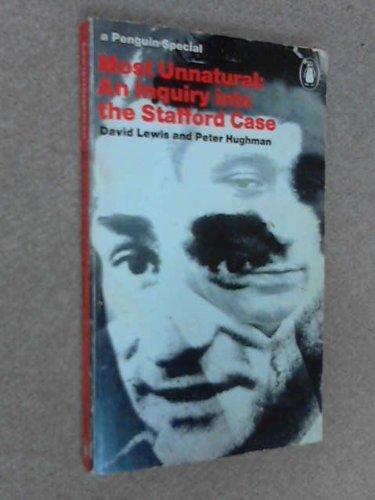 a Penguin Special
Most Unnatural:
An Inquiry into
the Stafford Case
David Lewis and Peter Hughman